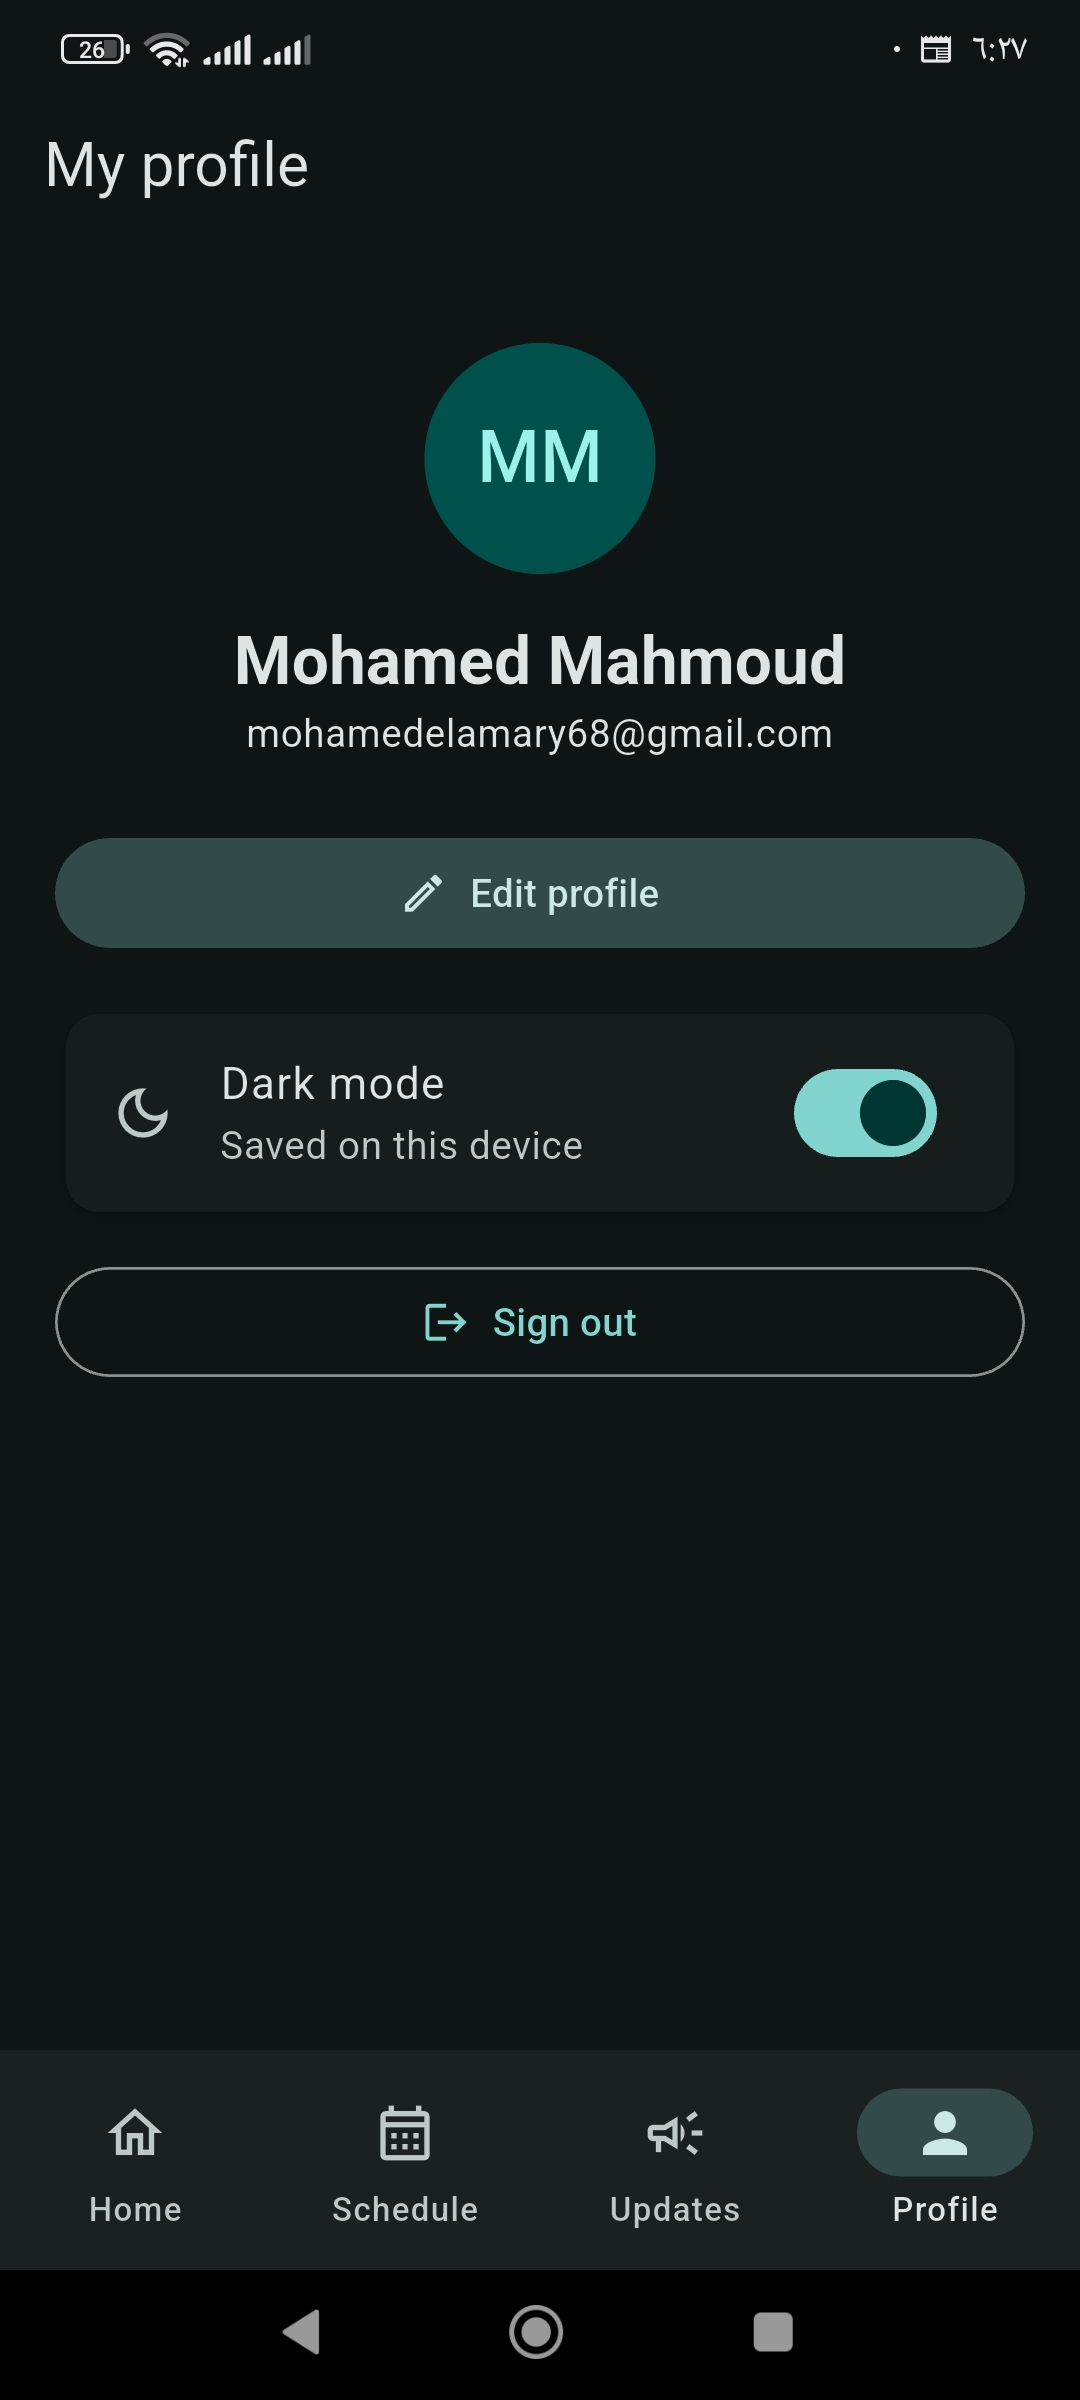 26
٦:٢٧
My profile
MM
Mohamed Mahmoud
mohamedelamary68@gmail.com
Edit profile
Dark mode
Saved on this device
Sign out
Home
Schedule
Updates
Profile